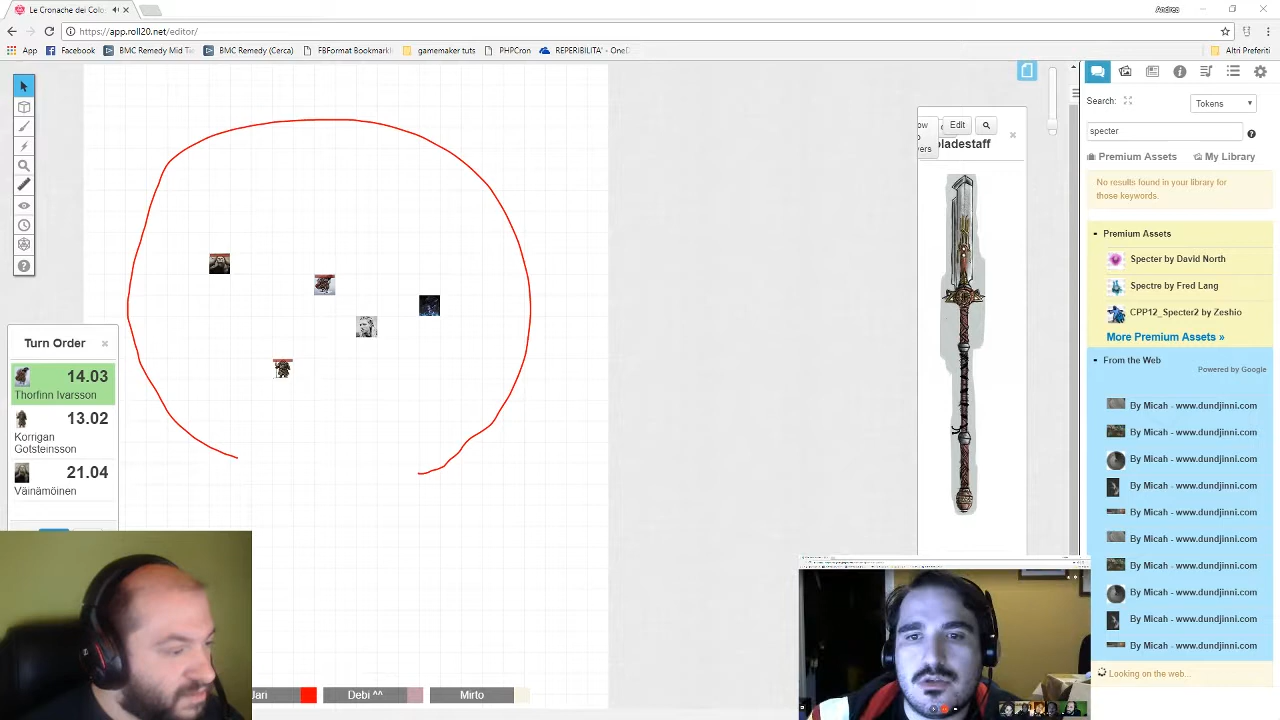 Le Cronache dei Color
Andrea
https://app.roll20.net/editor/
App
Facebook
BMC Remedy Mid Tie
BMC Remedy (Cerca)
FBFormat Bookmarkl
gamemaker tuts
PHPCron
REPERIBILITA' - OneD
Altri Preferiti
Edit
bladestaff
Search:
Tokens
specter
Premium Assets
My Library
No results found in your library for
those keywords.
Premium Assets
Specter by David North
Spectre by Fred Lang
CPP12_Specter2 by Zeshio
More Premium Assets »
From the Web
Powered by Google
By Micah - www.dundjinni.com
By Micah - www.dundjinni.com
By Micah - www.dundjinni.com
By Micah - www.dundjinni.com
By Micah - www.dundjinni.com
By Micah - www.dundjinni.com
By Micah - www.dundjinni.com
By Micah - www.dundjinni.com
By Micah - www.dundjinni.com
By Micah - www.dundjinni.com
Looking on the web...
Turn Order
14.03
Thorfinn Ivarsson
13.02
Korrigan
Gotsteinsson
21.04
Väinämöinen
Jari
Debi ^^
Mirto